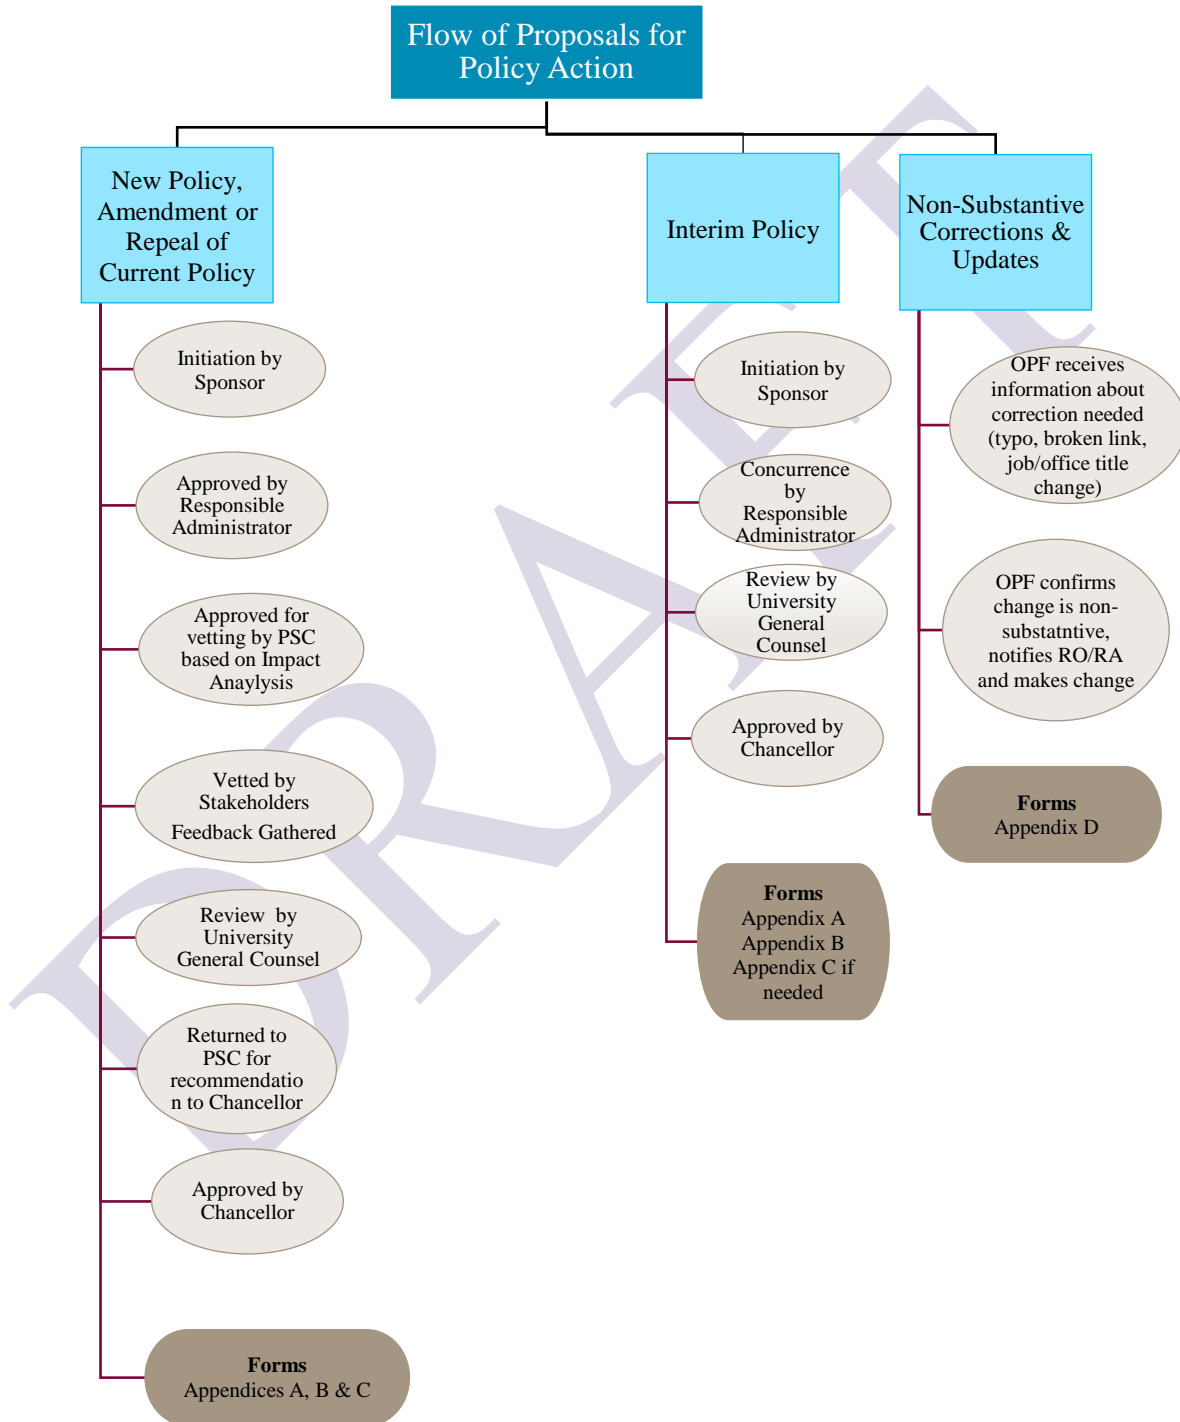 Flow of Proposals for
Policy Action
New Policy,
Amendment or
Repeal of
Current Policy
Initiation by
Sponsor
Approved by
Responsible
Administrator
Approved for
vetting by PSC
based on Impact
Anaylysis
Vetted by
Stakeholders
Feedback Gathered
Review by
University
General Counsel
Returned to
PSC for
recommendatio
n to Chancellor
Approved by
Chancellor
Forms
Appendices A, B & C
Interim Policy
Initiation by
Sponsor
Concurrence
by
Responsible
Administrator
Review by
University
General
Counsel
Approved by
Chancellor
Forms
Appendix A
Appendix B
Appendix C if
needed
Non-Substantive
Corrections &
Updates
OPF receives
information about
correction needed
(typo, broken link,
job/office title
change)
OPF confirms
change is non-
substatntive,
notifies RO/RA
and makes change
Forms
Appendix D
DRAFT